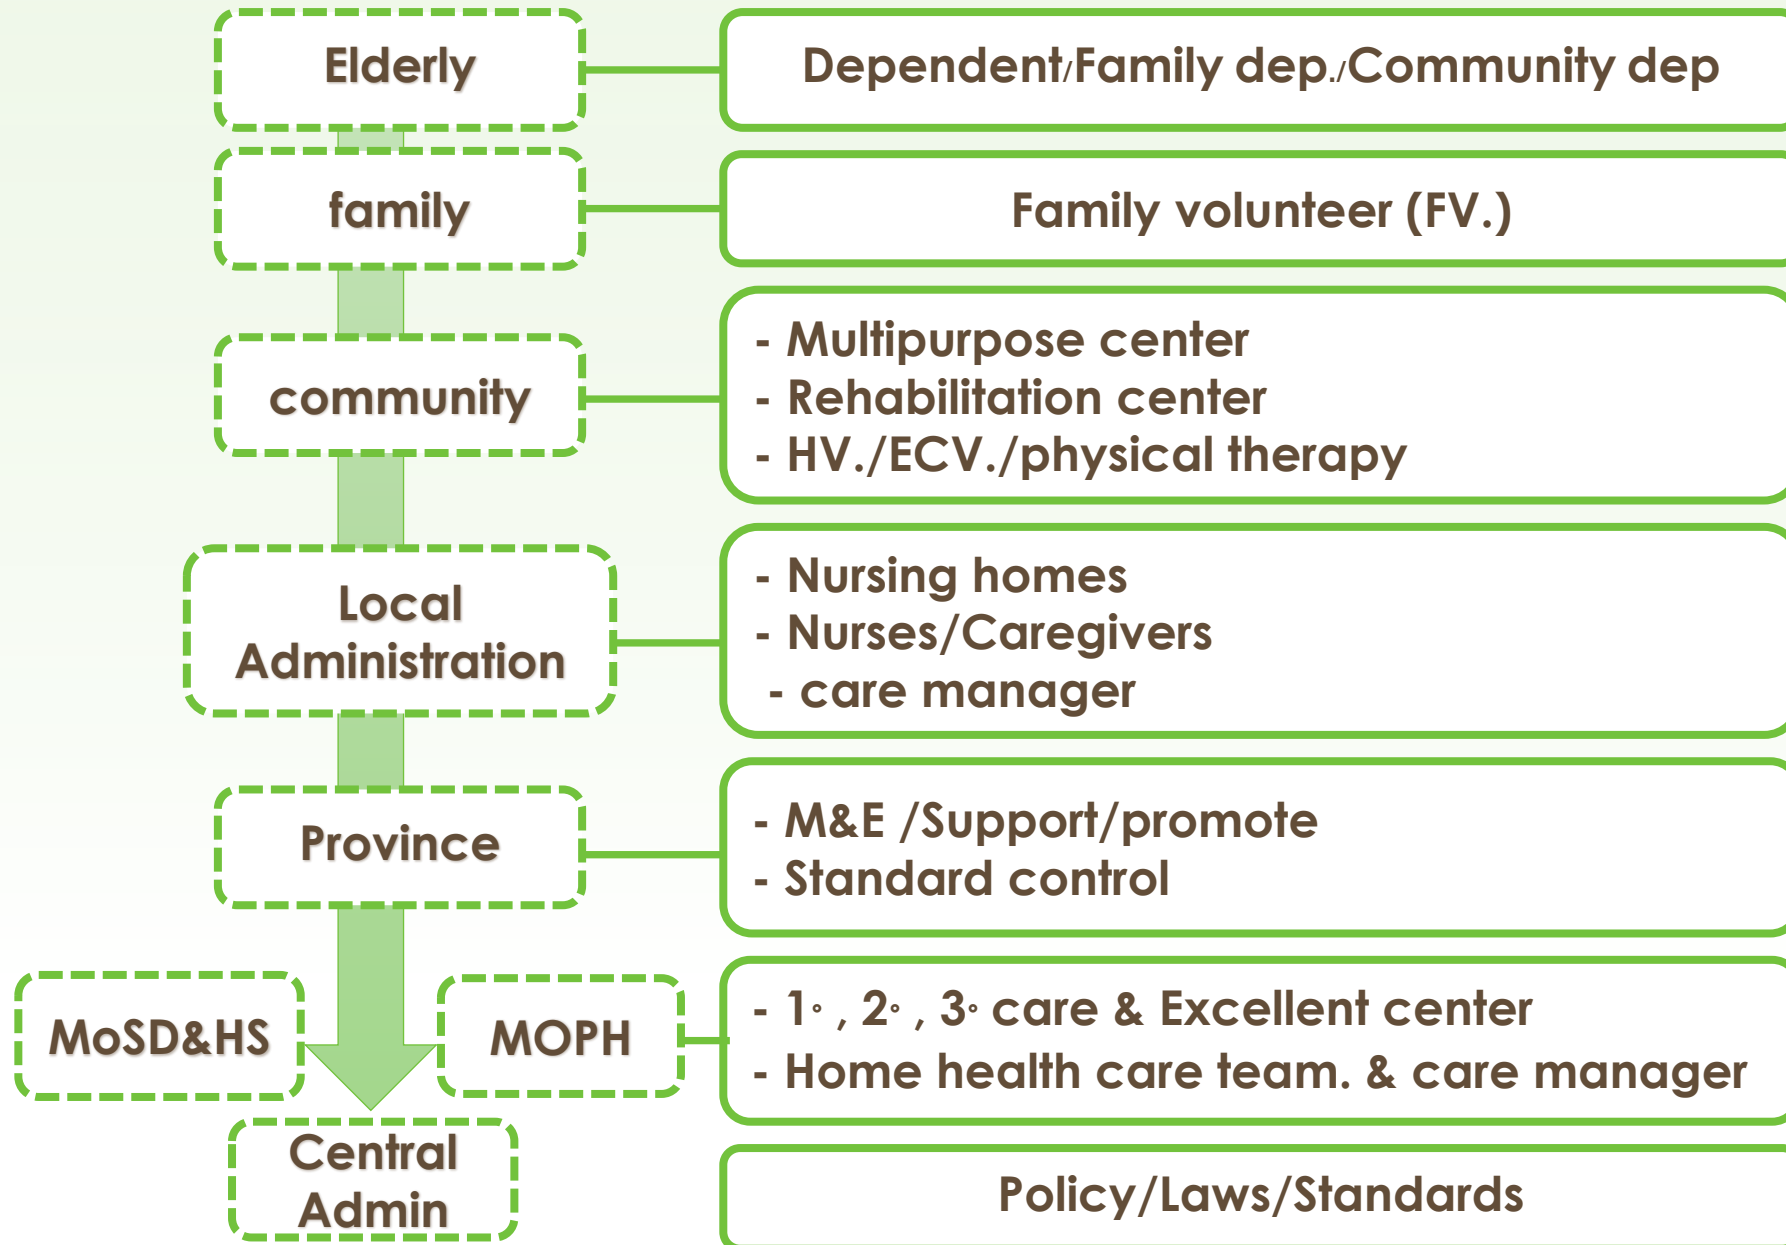 Elderly
Dependent/Family dep./Community dep
family
Family volunteer (FV.)
community
- Multipurpose center
- Rehabilitation center
- HV./ECV./physical therapy
Local
Administration
- Nursing homes
- Nurses/Caregivers
- care manager
Province
- M&E /Support/promote
- Standard control
MoSD&HS
MOPH
- 1° , 2° , 3° care & Excellent center
- Home health care team. & care manager
Central
Admin
Policy/Laws/Standards